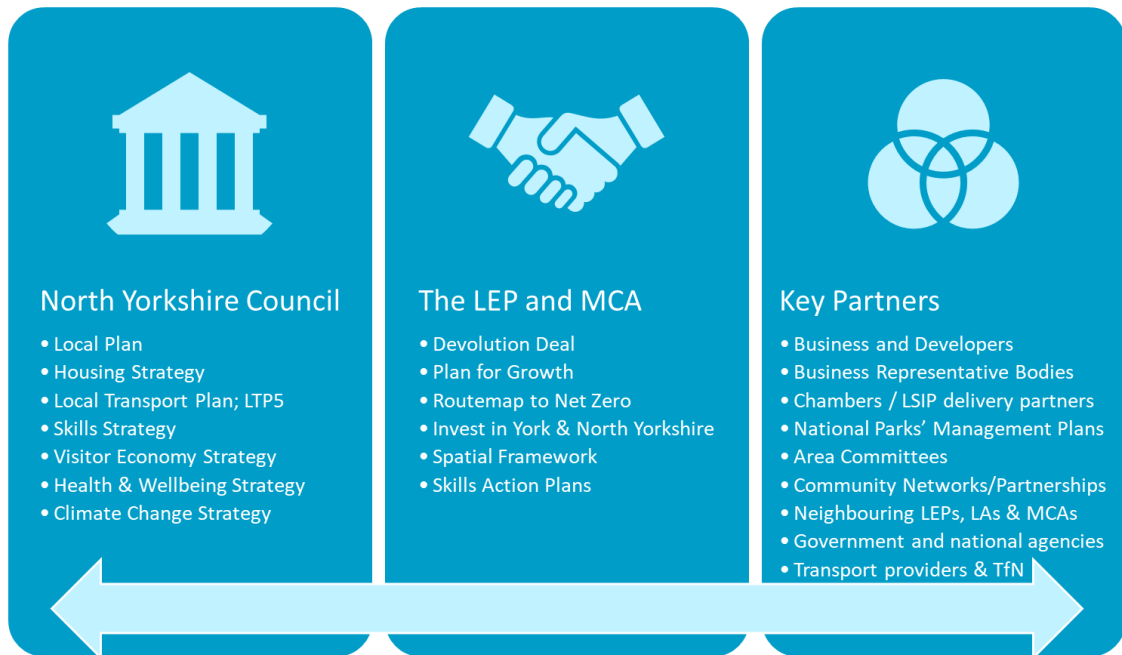 North Yorkshire Council
• Local Plan
• Housing Strategy
• Local Transport Plan; LTP5
• Skills Strategy
• Visitor Economy Strategy
• Health & Wellbeing Strategy
• Climate Change Strategy
The LEP and MCA
• Devolution Deal
• Plan for Growth
• Routemap to Net Zero
• Invest in York & North Yorkshire
• Spatial Framework
• Skills Action Plans
Key Partners
• Business and Developers
• Business Representative Bodies
• Chambers / LSIP delivery partners
• National Parks’ Management Plans
• Area Committees
• Community Networks/Partnerships
• Neighbouring LEPs, LAs & MCAs
• Government and national agencies
• Transport providers & TfN